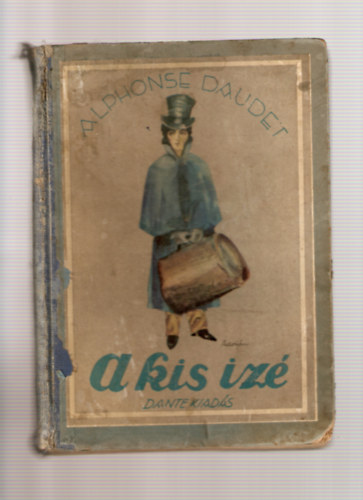 ALPHONSE DAUDET
A kis izé
DANTE KIADÁS